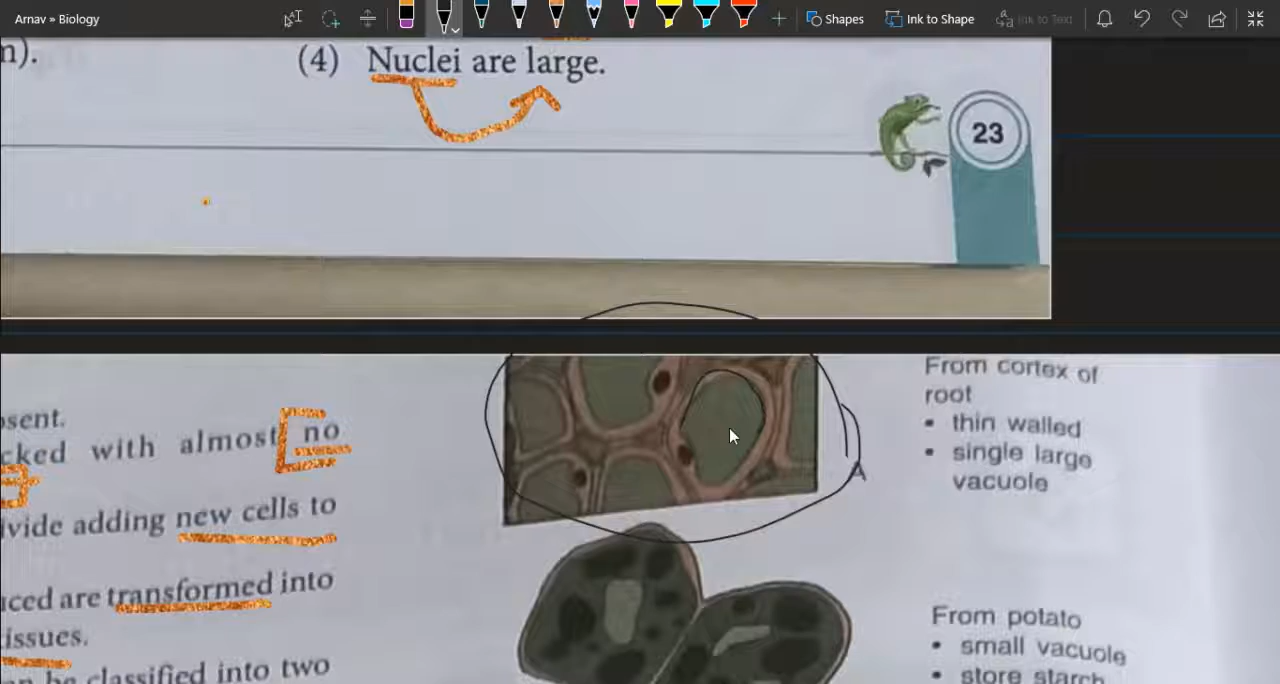 Arnav » Biology
Shapes
Ink to Shape
Ink to Text
n).
(4) Nuclei are large.
23
sent.
cked with almost no
ivide adding new cells to
uced are transformed into
issues.
classified into two
A
From cortex of
root
• thin walled
• single large
vacuole
From potato
• small vacuole
• store starch